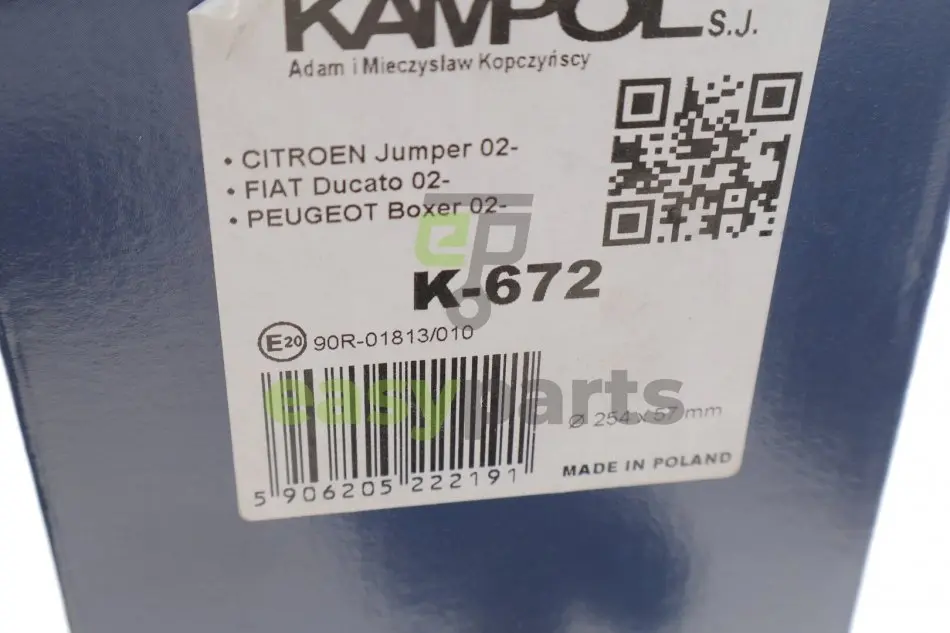 KAMPOL S.J.
Adam i Mieczysław Kopczyńscy
• CITROEN Jumper 02-
• FIAT Ducato 02-
• PEUGEOT Boxer 02-
ep
K-672
E20 90R-01813/010
easyparts
Ø 254 x 57 mm
MADE IN POLAND
5 906205 222191